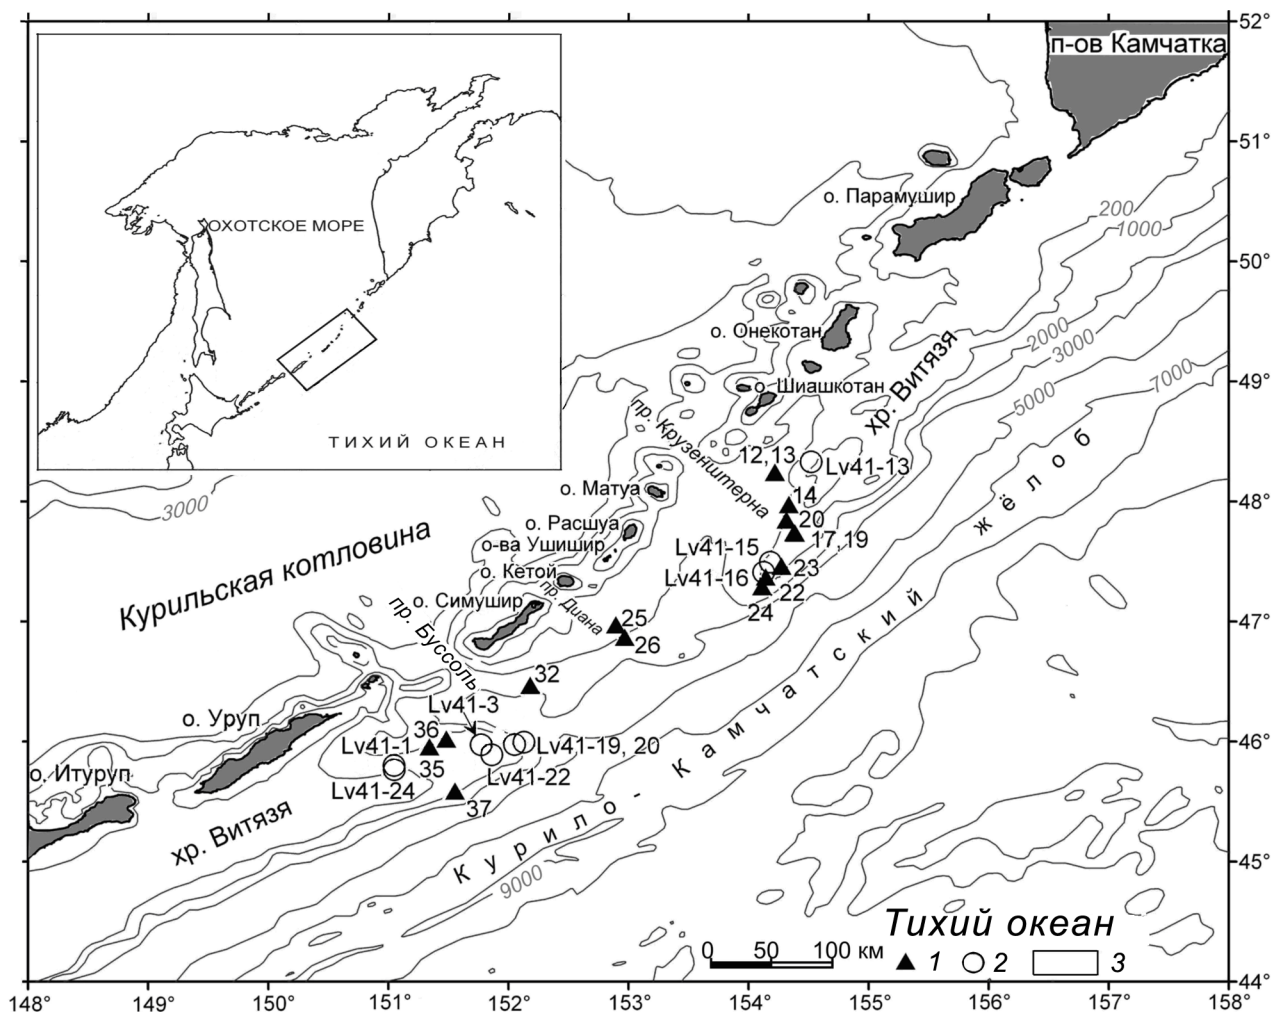 52°
п-ов Камчатка
51°
о. Парамушир
200
1000
ОХОТСКОЕ МОРЕ
50°
о. Онекотан
2000
3000
хр. Витязя
7000
49°
о. Шиашкотан
5000
ТИХИЙ ОКЕАН
пр. Крузенштерна
12,13
Lv41-13
3000
о. Матуа
14
48°
о. Расшуа
20
17,19
о-ва Ушишир
Lv41-15
Курильская котловина
о. Кетой
Lv41-16
23
22
пр. Диана
о. Симушир
24
25
47°
26
пр. Буссоль
32
Lv41-3
о. Уруп
36
Lv41-1
Lv41-19, 20
46°
35
Lv41-22
о. Итуруп
Lv41-24
37
хр. Витязя
Курило-Камчатский жёлоб
9000
45°
Тихий океан
0 50 100 км
1 2 3
44°
148° 149° 150° 151° 152° 153° 154° 155° 156° 157° 158°